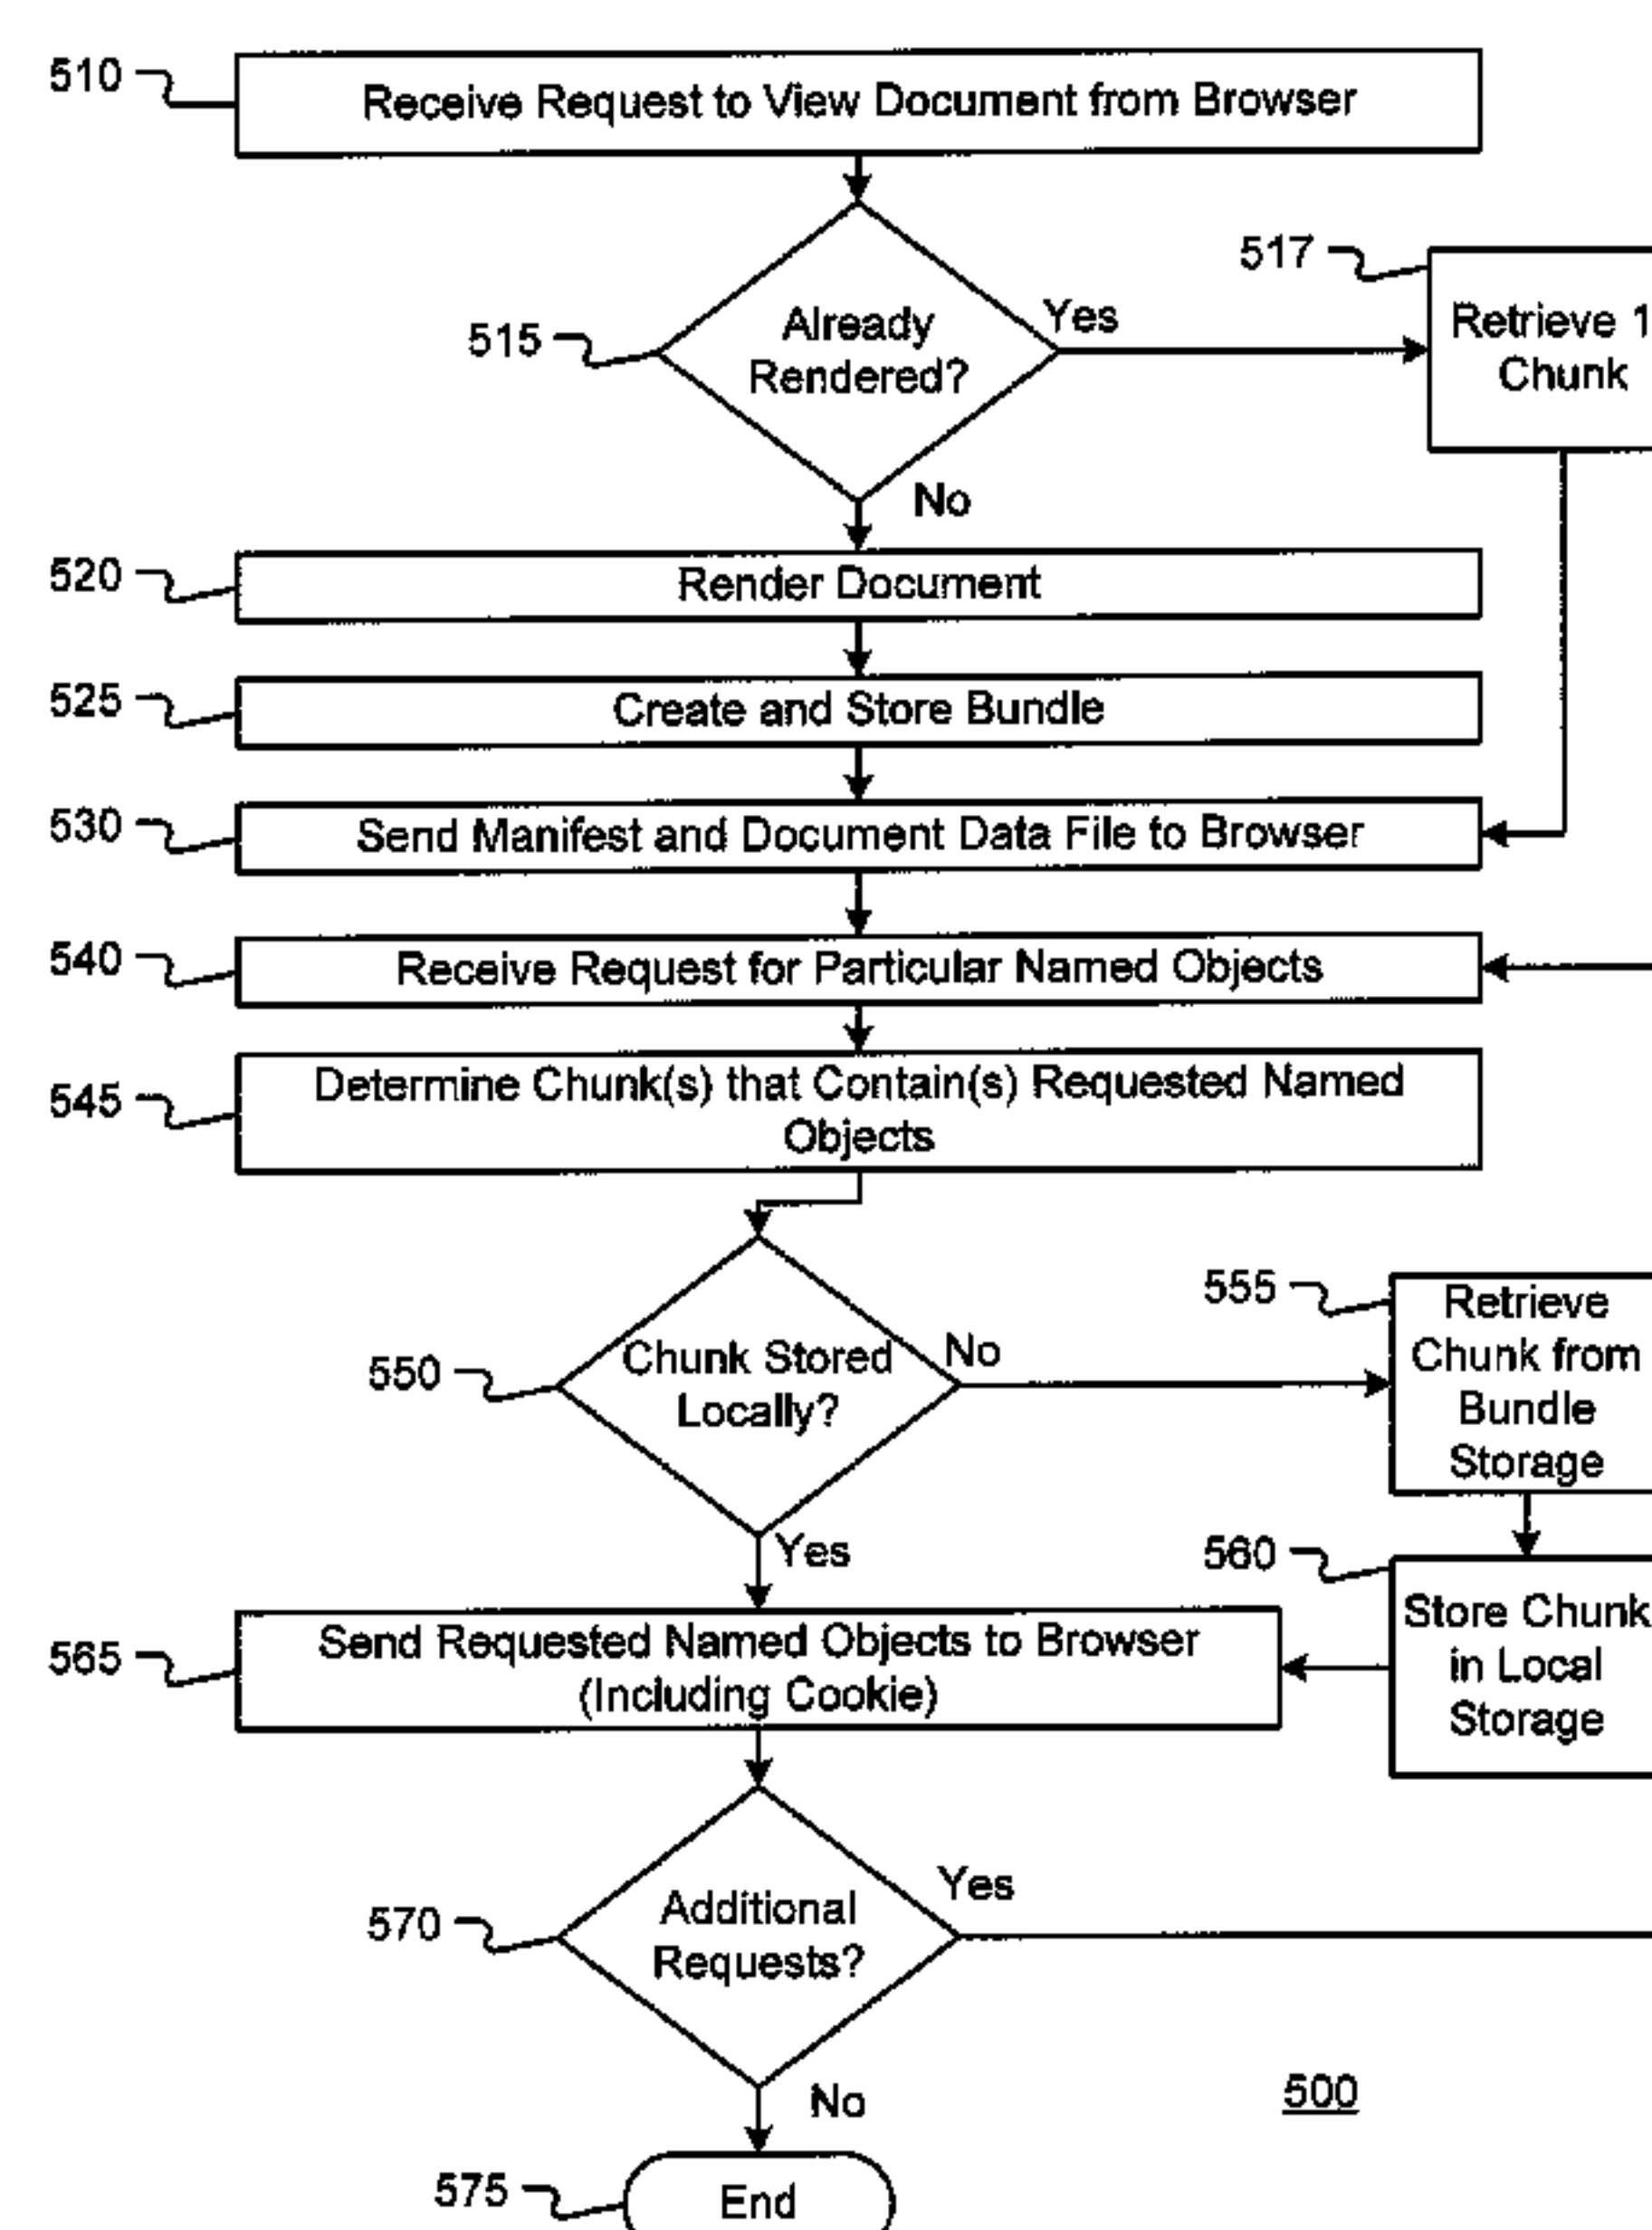 510
Receive Request to View Document from Browser
517
515
Already
Rendered?
Yes
Retrieve 1
Chunk
No
520
Render Document
525
Create and Store Bundle
530
Send Manifest and Document Data File to Browser
540
Receive Request for Particular Named Objects
545
Determine Chunk(s) that Contain(s) Requested Named
Objects
550
Chunk Stored
Locally?
No
555
Retrieve
Chunk from
Bundle
Storage
Yes
560
Store Chunk
in Local
Storage
565
Send Requested Named Objects to Browser
(Including Cookie)
570
Additional
Requests?
Yes
No
500
575
End